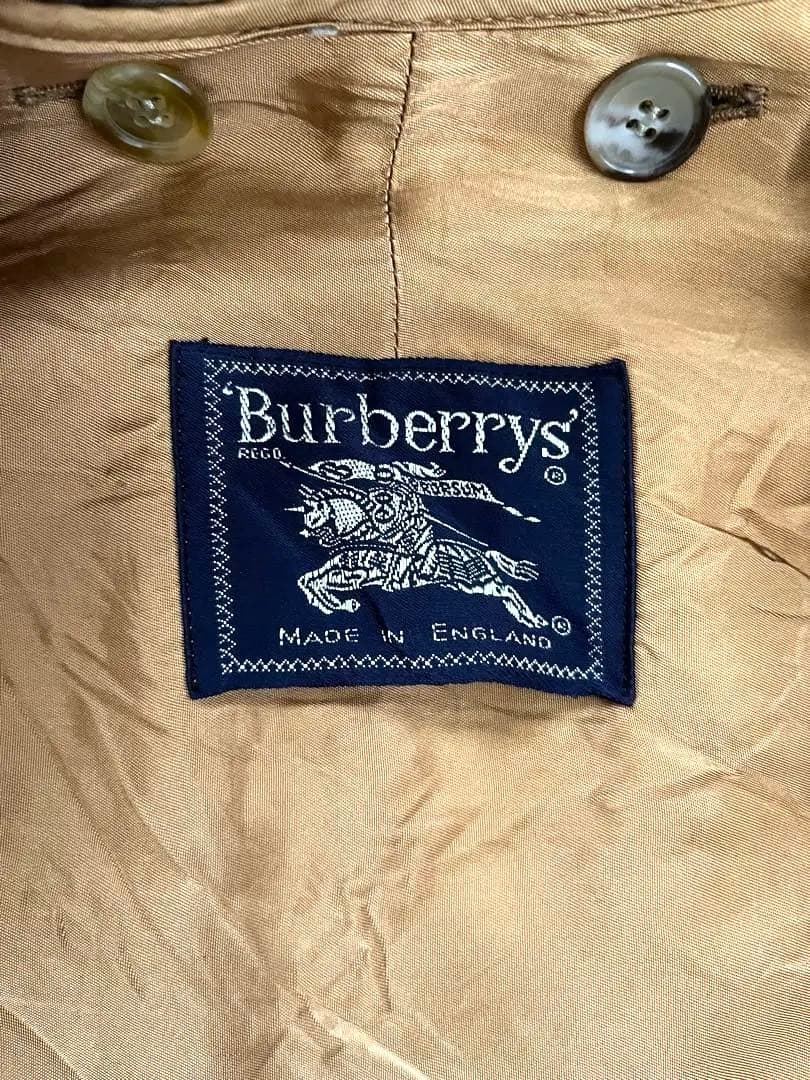 'Burberrys'
REGD.
PRORSUM
®
MADE IN ENGLAND ®